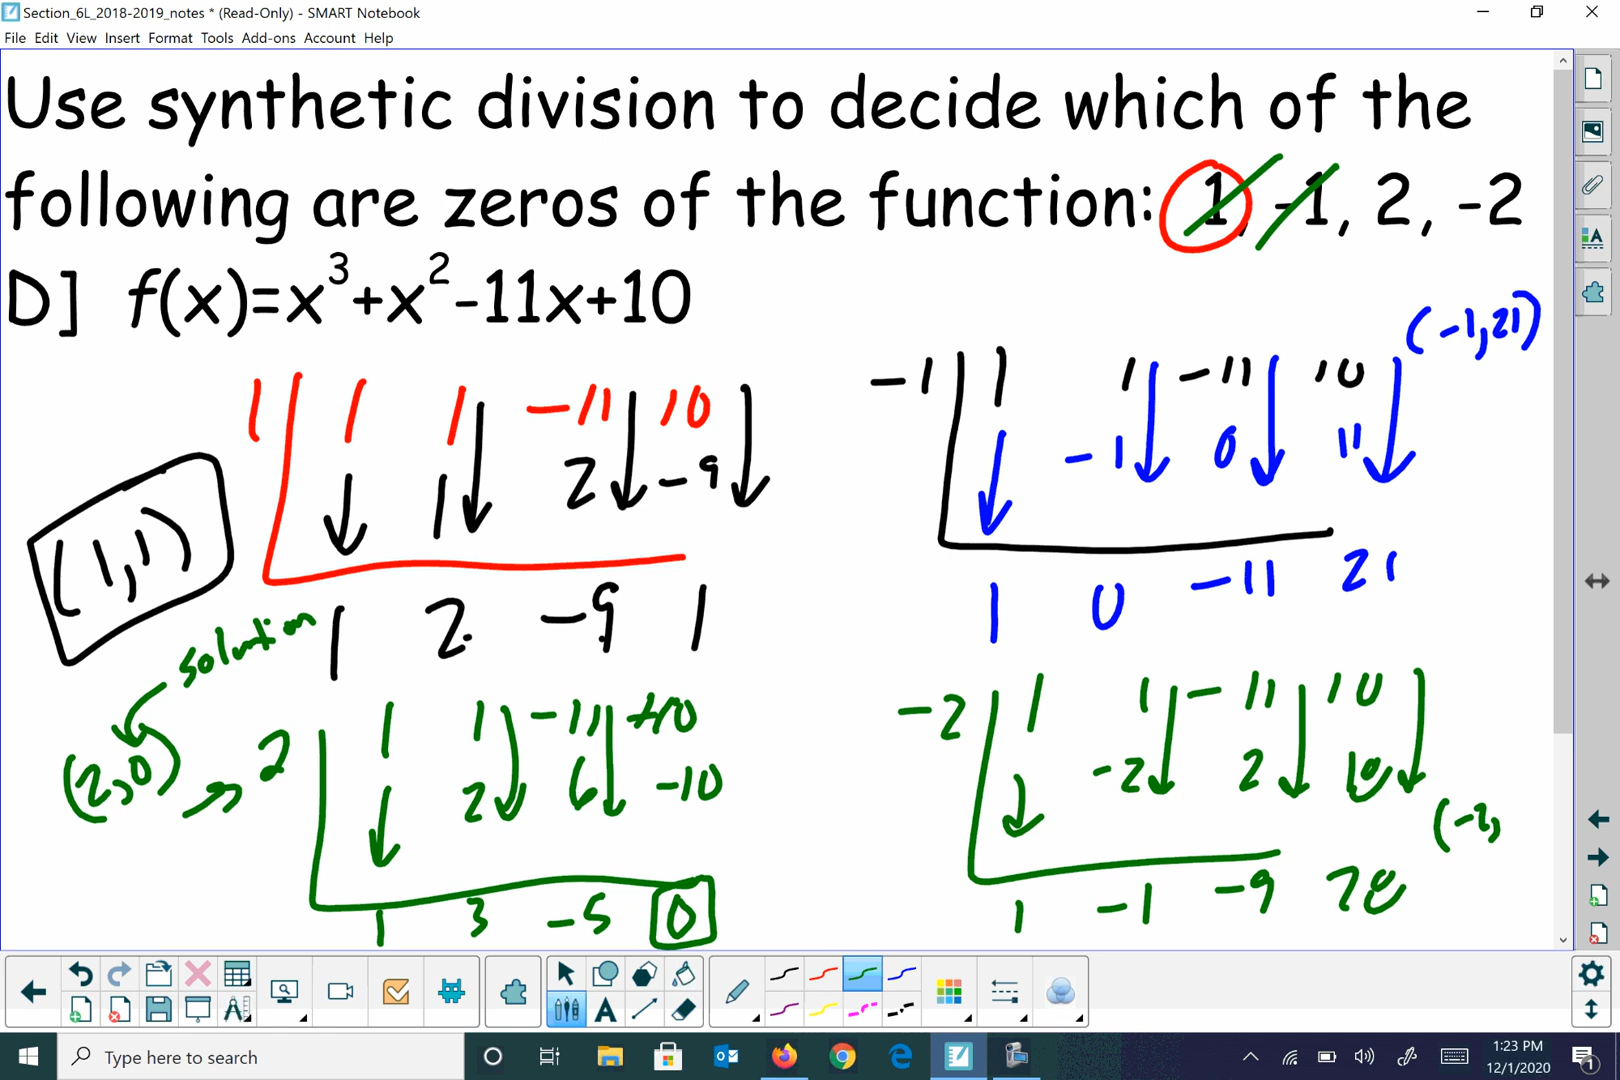 Section_6L_2018-2019_notes * (Read-Only) - SMART Notebook
File Edit View Insert Format Tools Add-ons Account Help
Use synthetic division to decide which of the
following are zeros of the function: 1, -1, 2, -2
D] f(x)=x³+x²-11x+10
(-1,21)
1 1 1 -11 10
1 2 -9
1 2 -9 1
(1,1)
-1 1 1 -11 10
-1 0 11
1 0 -11 21
solution
(2,0)
2 1 1 -11 +10
2 6 -10
1 3 -5 0
-2 1 1 -11 10
-2 2 18
1 -1 -9 28
(-2,
A
Type here to search
1:23 PM
12/1/2020
1